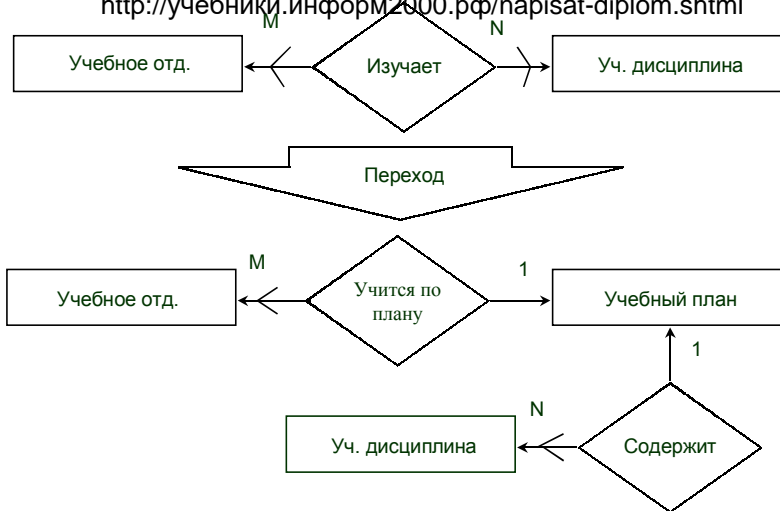 http://учебники.информ2000.рф/napisat-diplom.shtml
M
N
Учебное отд.
Изучает
Уч. дисциплина
Переход
M
1
Учебное отд.
Учится по
плану
Учебный план
1
N
Уч. дисциплина
Содержит